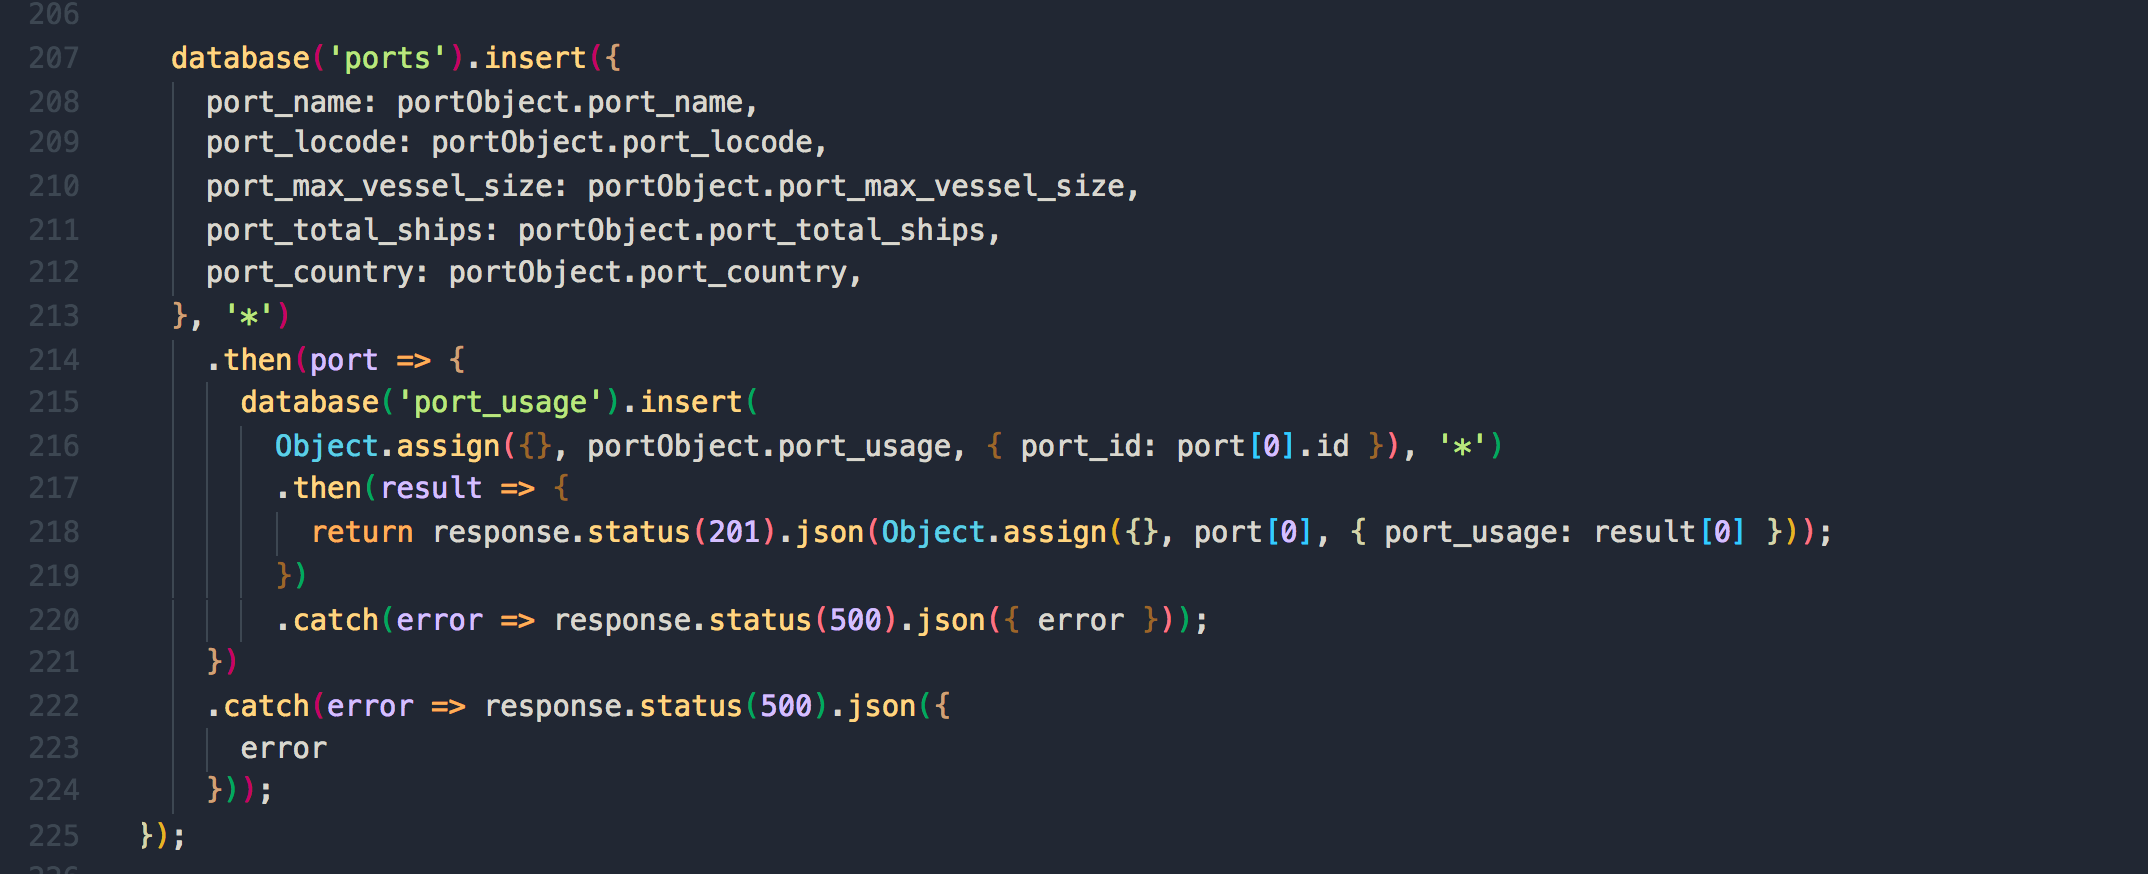 206
207 database('ports').insert({
208 port_name: portObject.port_name,
209 port_locode: portObject.port_locode,
210 port_max_vessel_size: portObject.port_max_vessel_size,
211 port_total_ships: portObject.port_total_ships,
212 port_country: portObject.port_country,
213 }, '*')
214 .then(port => {
215 database('port_usage').insert(
216 Object.assign({}, portObject.port_usage, { port_id: port[0].id }), '*')
217 .then(result => {
218 return response.status(201).json(Object.assign({}, port[0], { port_usage: result[0] }));
219 })
220 .catch(error => response.status(500).json({ error }));
221 })
222 .catch(error => response.status(500).json({
223 error
224 }));
225 });